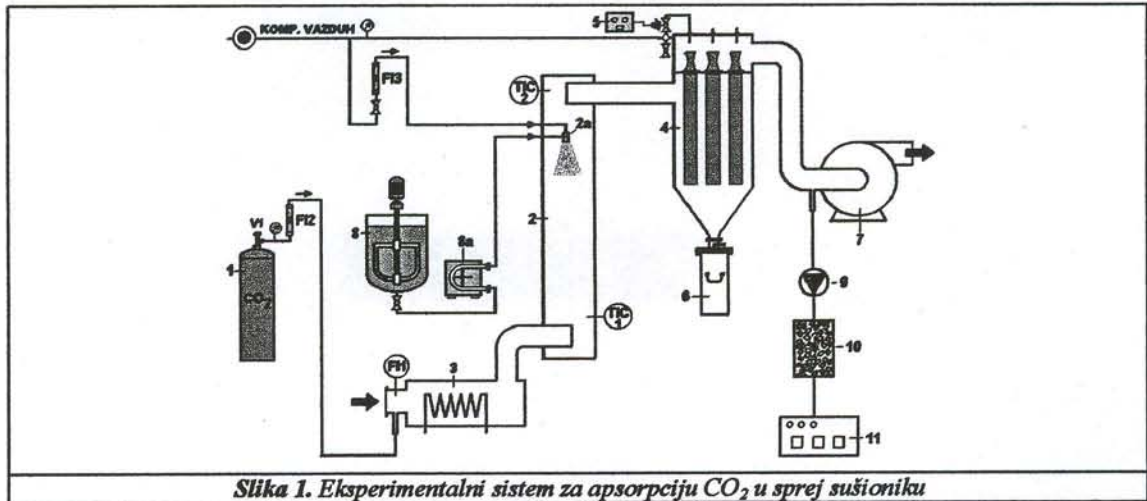 KOMP. VAZDUH
5
FI3
TIC
2
2a
4
V1
FI2
8
8a
2
7
1
CO2
6
9
TIC
1
FI1
3
10
11
Slika 1. Eksperimentalni sistem za apsorpciju CO2 u sprej sušioniku